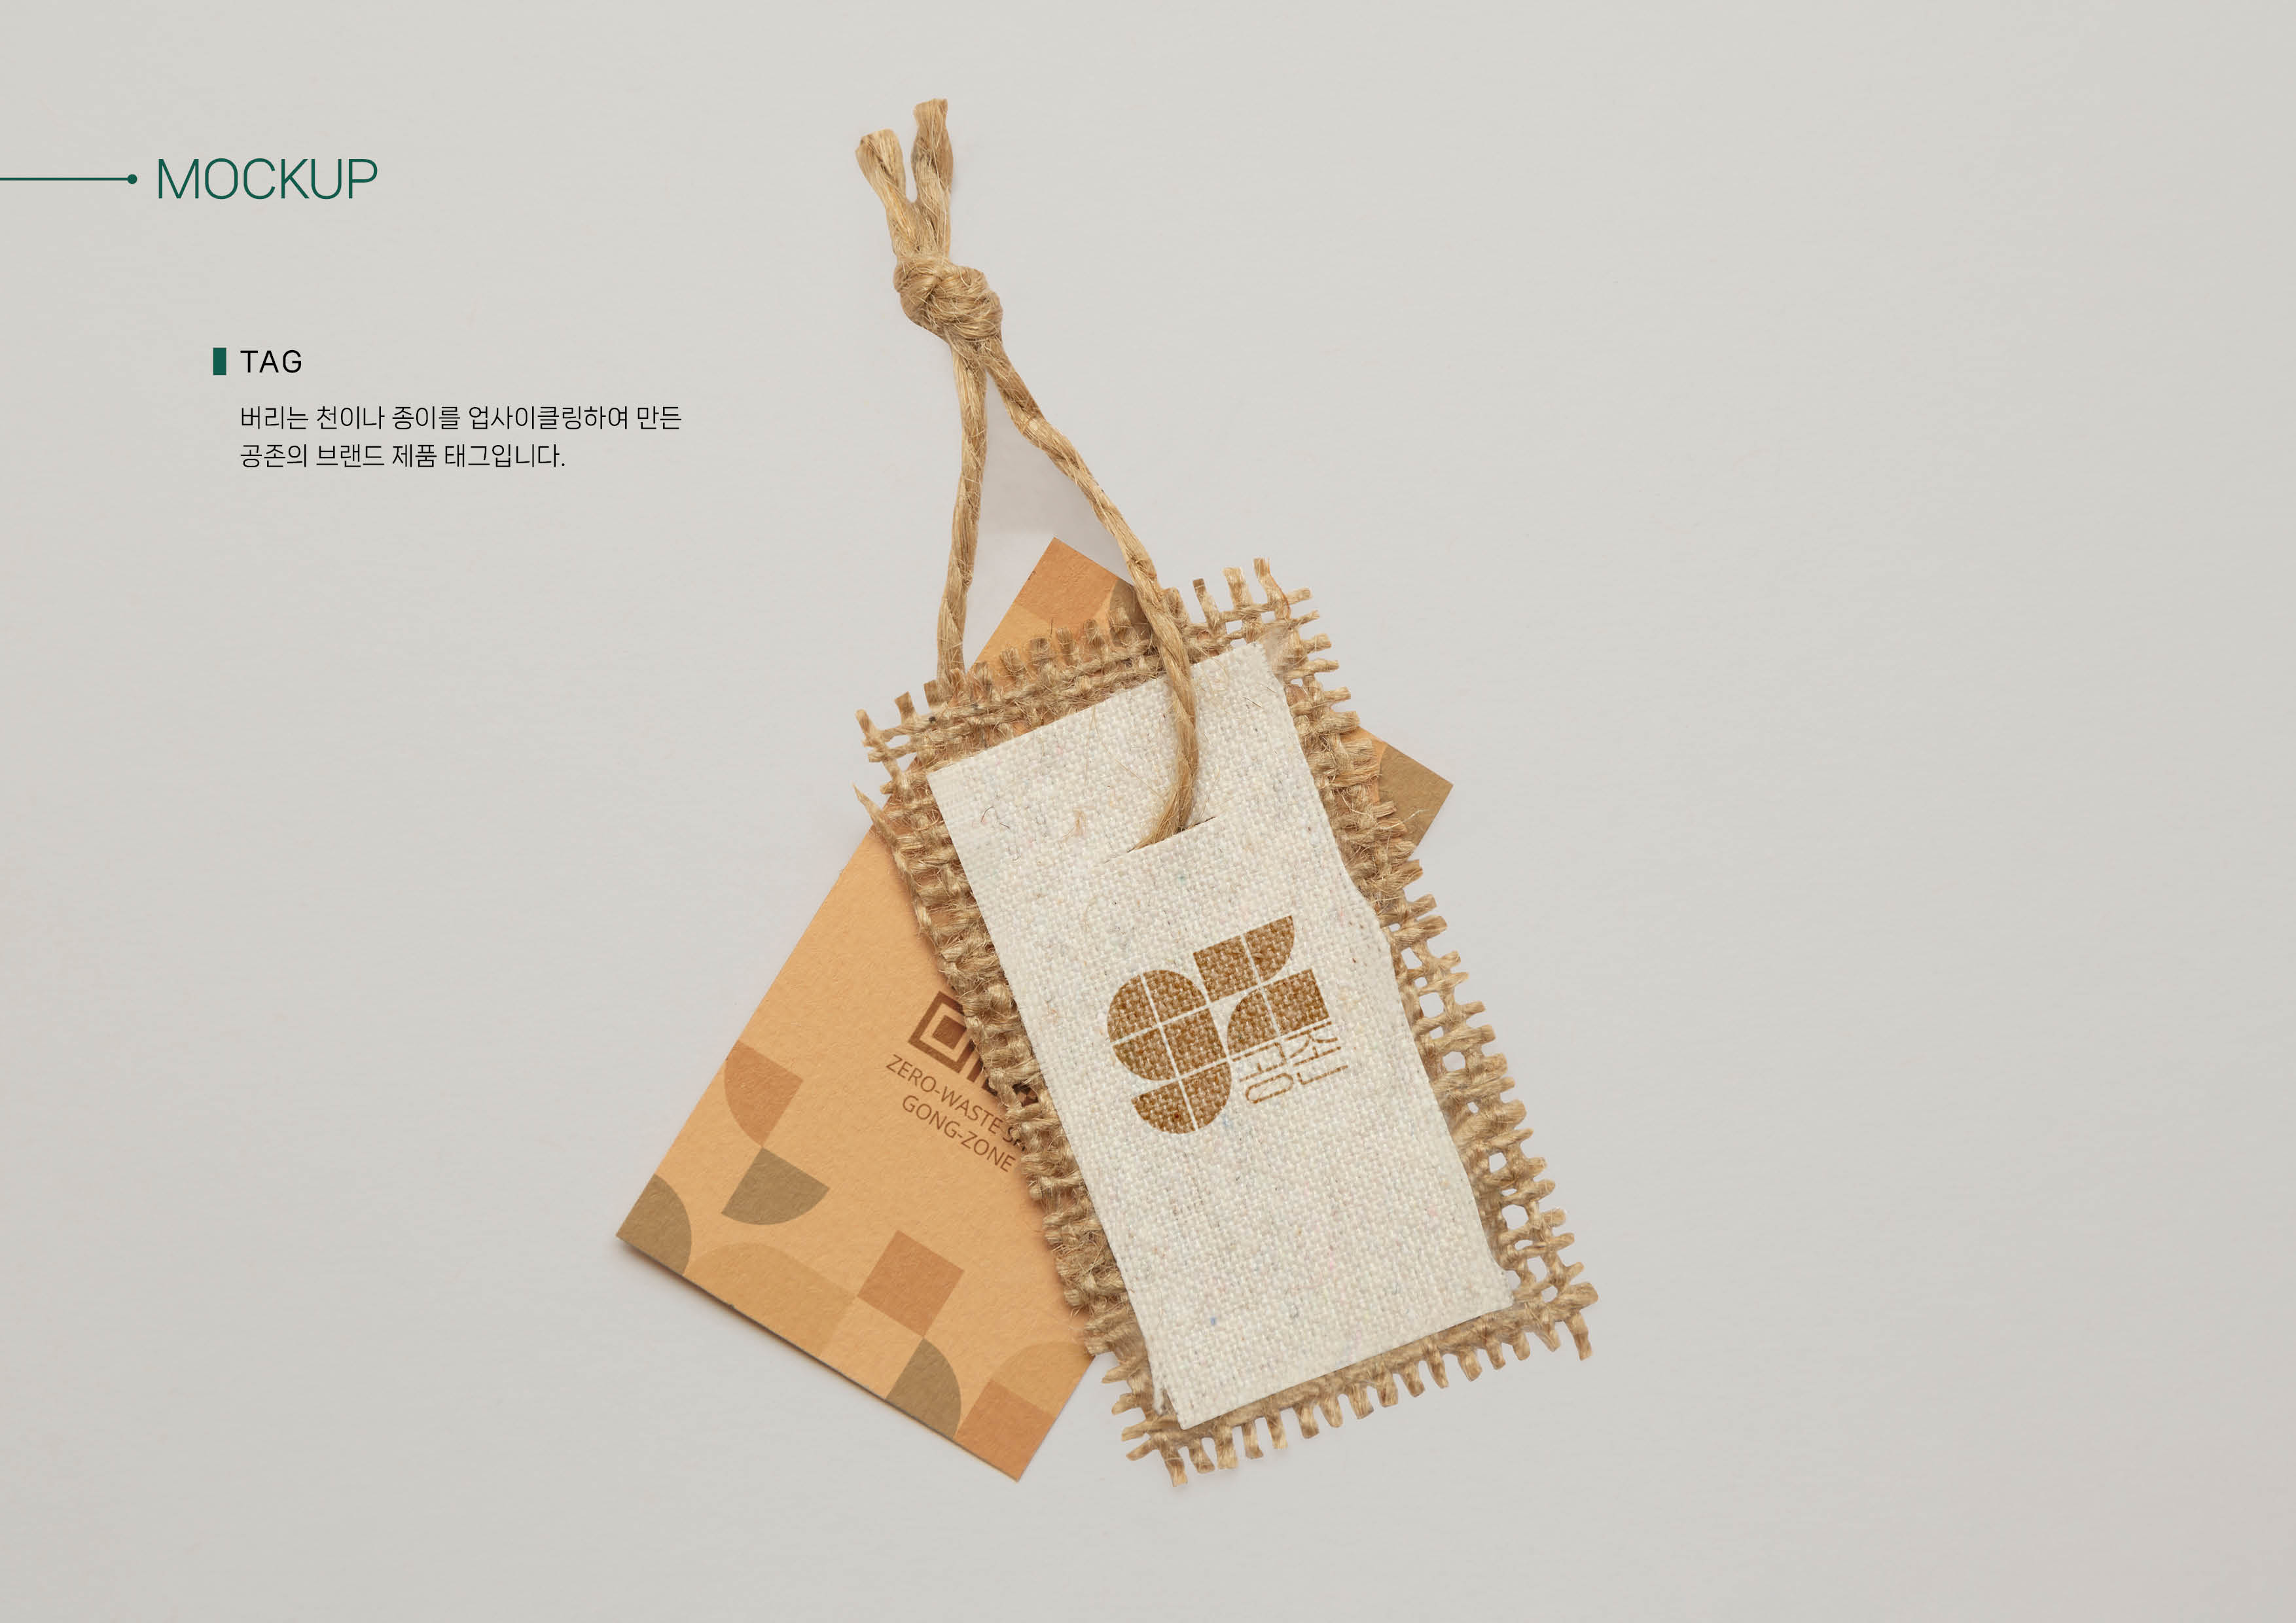 MOCKUP
TAG
버리는 천이나 종이를 업사이클링하여 만든
공존의 브랜드 제품 태그입니다.
공존
ZERO-WASTE
GONG-ZONE